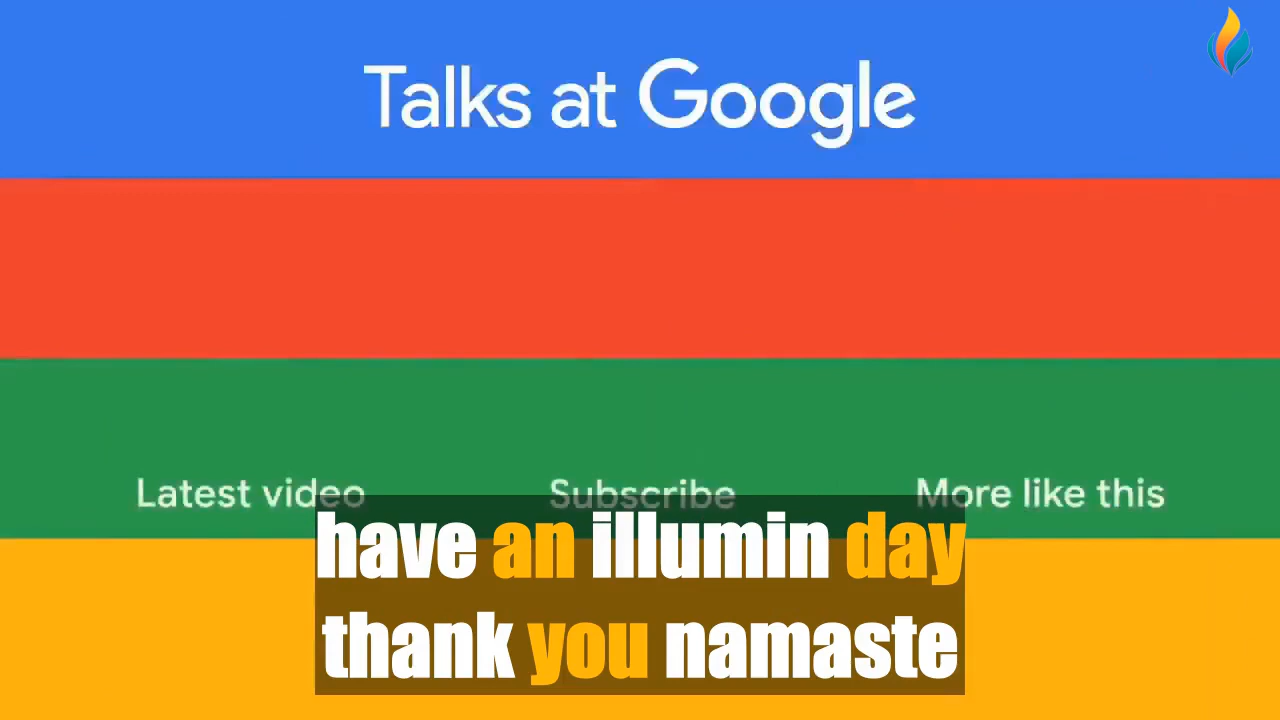 Talks at Google
Latest video Subscribe More like this
have an illumin day
thank you namaste